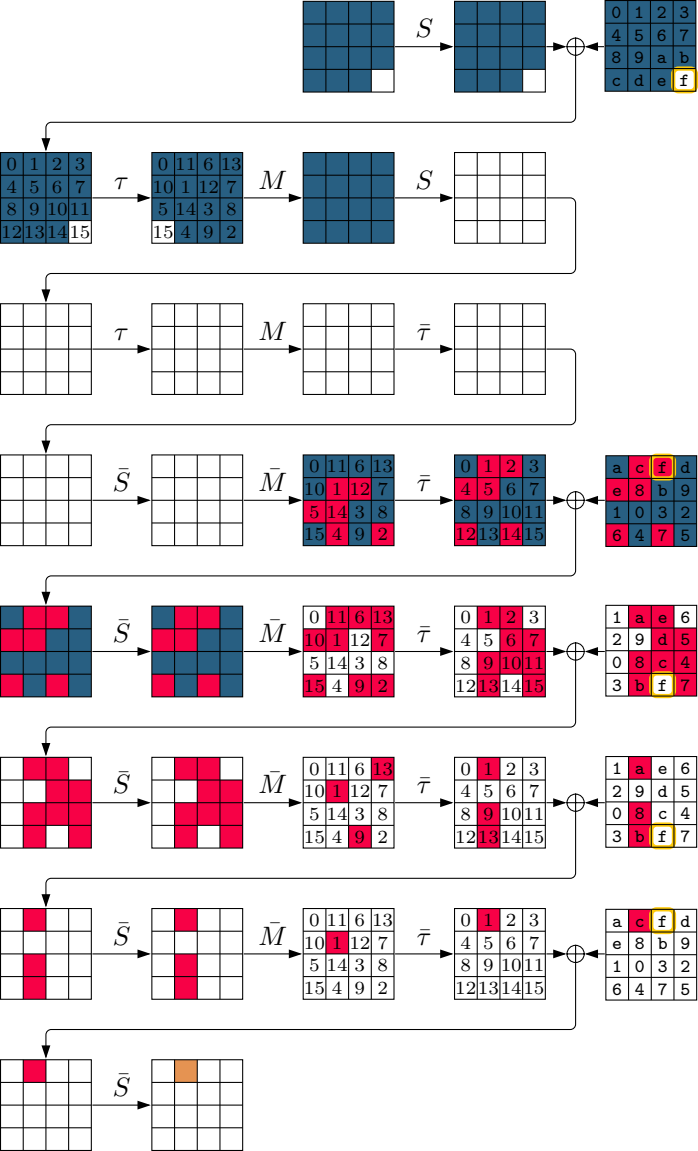 S
0 1 2 3
4 5 6 7
8 9 a b
c d e f
τ M S
0 1 2 3
4 5 6 7
8 9 10 11
12 13 14 15
0 11 6 13
10 1 12 7
5 14 3 8
15 4 9 2
τ M τ̄
S̄ M̄ τ̄
0 11 6 13
10 1 12 7
5 14 3 8
15 4 9 2
0 1 2 3
4 5 6 7
8 9 10 11
12 13 14 15
a c f d
e 8 b 9
1 0 3 2
6 4 7 5
S̄ M̄ τ̄
0 11 6 13
10 1 12 7
5 14 3 8
15 4 9 2
0 1 2 3
4 5 6 7
8 9 10 11
12 13 14 15
1 a e 6
2 9 d 5
0 8 c 4
3 b f 7
S̄ M̄ τ̄
0 11 6 13
10 1 12 7
5 14 3 8
15 4 9 2
0 1 2 3
4 5 6 7
8 9 10 11
12 13 14 15
1 a e 6
2 9 d 5
0 8 c 4
3 b f 7
S̄ M̄ τ̄
0 11 6 13
10 1 12 7
5 14 3 8
15 4 9 2
0 1 2 3
4 5 6 7
8 9 10 11
12 13 14 15
a c f d
e 8 b 9
1 0 3 2
6 4 7 5
S̄